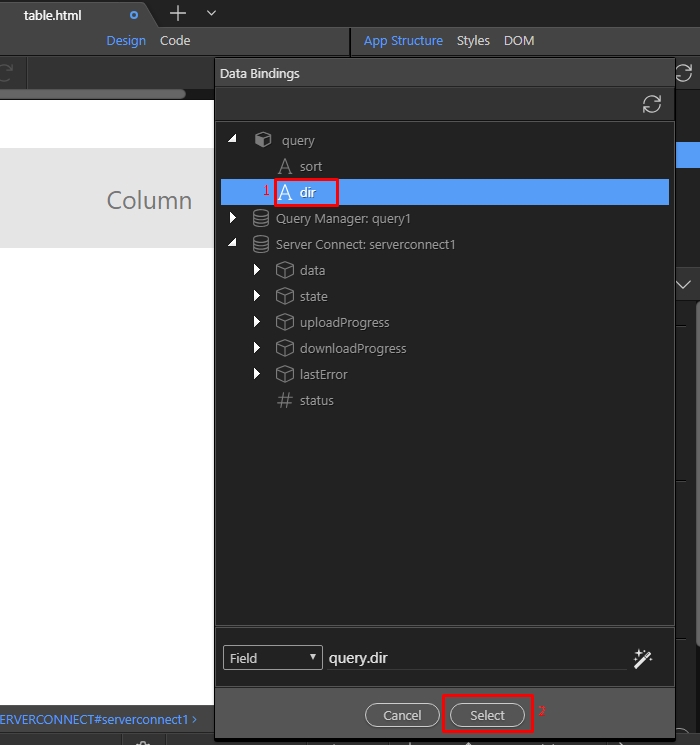 table.html
Design Code
App Structure Styles DOM
Data Bindings
query
sort
Column
1 dir
Query Manager: query1
Server Connect: serverconnect1
data
state
uploadProgress
downloadProgress
lastError
status
Field query.dir
ERVERCONNECT#serverconnect1 >
Cancel Select 2